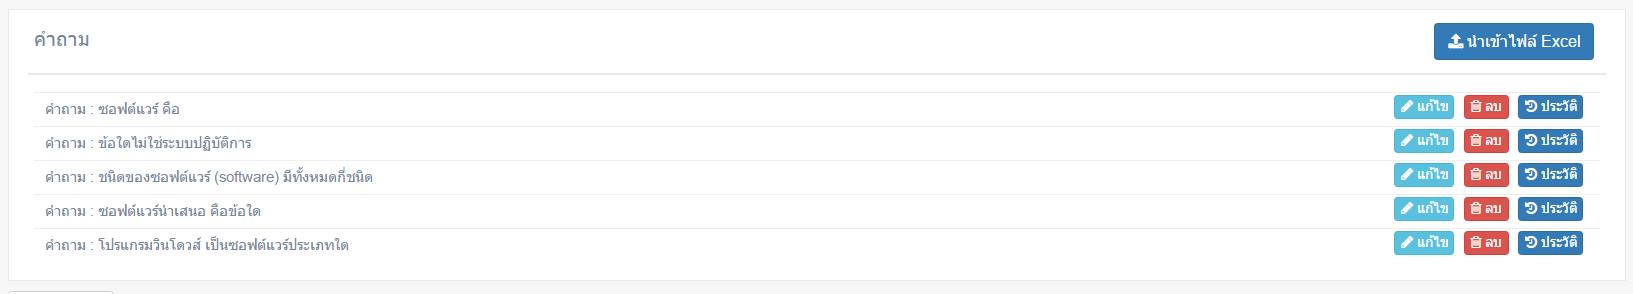 คำถาม
นำเข้าไฟล์ Excel
คำถาม : ซอฟต์แวร์ คือ แก้ไข ลบ ประวัติ
คำถาม : ข้อใดไม่ใช่ระบบปฏิบัติการ แก้ไข ลบ ประวัติ
คำถาม : ชนิดของซอฟต์แวร์ (software) มีทั้งหมดกี่ชนิด แก้ไข ลบ ประวัติ
คำถาม : ซอฟต์แวร์นำเสนอ คือข้อใด แก้ไข ลบ ประวัติ
คำถาม : โปรแกรมวินโดวส์ เป็นซอฟต์แวร์ประเภทใด แก้ไข ลบ ประวัติ